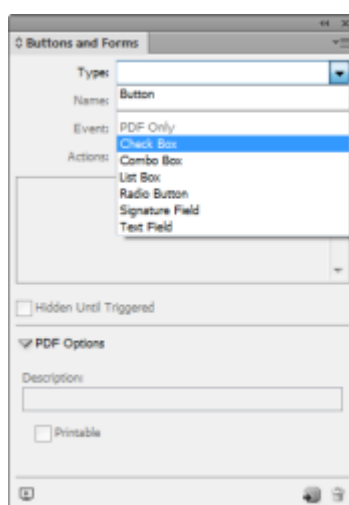 Buttons and Forms
Type:
Name:
Button
Event:
PDF Only
Check Box
Actions:
Combo Box
List Box
Radio Button
Signature Field
Text Field
Hidden Until Triggered
PDF Options
Description:
Printable